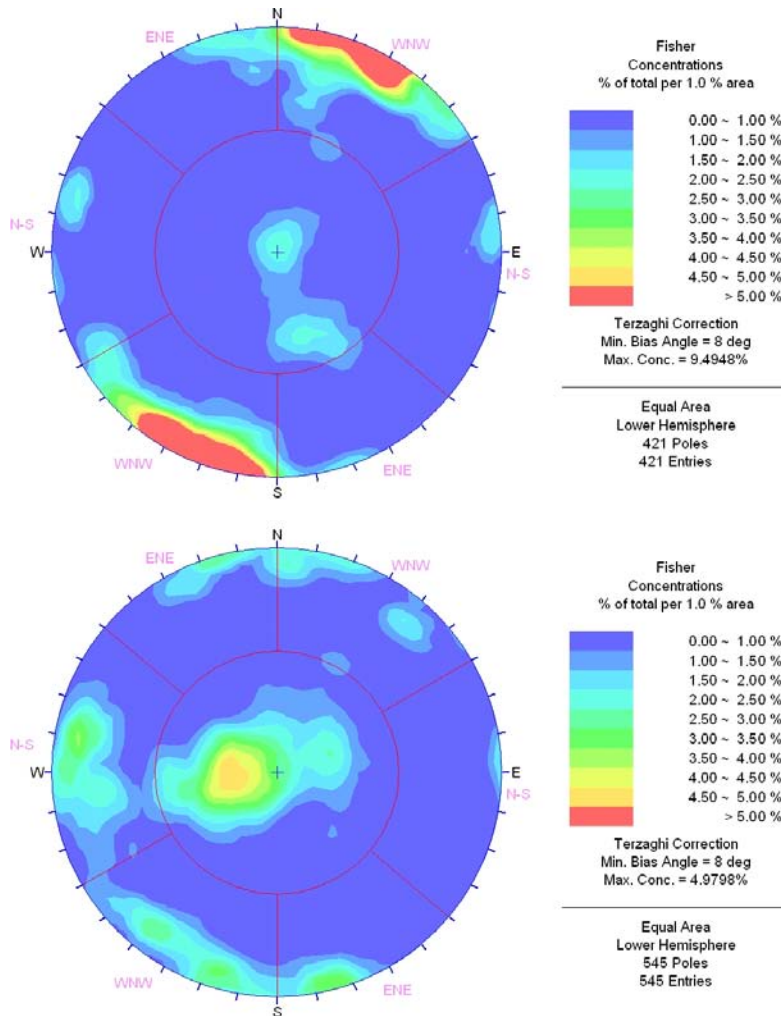 N
ENE
WNW
N-S
W
E
N-S
WNW
ENE
S
Fisher
Concentrations
% of total per 1.0 % area
0.00 ~ 1.00 %
1.00 ~ 1.50 %
1.50 ~ 2.00 %
2.00 ~ 2.50 %
2.50 ~ 3.00 %
3.00 ~ 3.50 %
3.50 ~ 4.00 %
4.00 ~ 4.50 %
4.50 ~ 5.00 %
> 5.00 %
Terzaghi Correction
Min. Bias Angle = 8 deg
Max. Conc. = 9.4948%
Equal Area
Lower Hemisphere
421 Poles
421 Entries
N
ENE
WNW
N-S
W
E
N-S
WNW
ENE
S
Fisher
Concentrations
% of total per 1.0 % area
0.00 ~ 1.00 %
1.00 ~ 1.50 %
1.50 ~ 2.00 %
2.00 ~ 2.50 %
2.50 ~ 3.00 %
3.00 ~ 3.50 %
3.50 ~ 4.00 %
4.00 ~ 4.50 %
4.50 ~ 5.00 %
> 5.00 %
Terzaghi Correction
Min. Bias Angle = 8 deg
Max. Conc. = 4.9798%
Equal Area
Lower Hemisphere
545 Poles
545 Entries